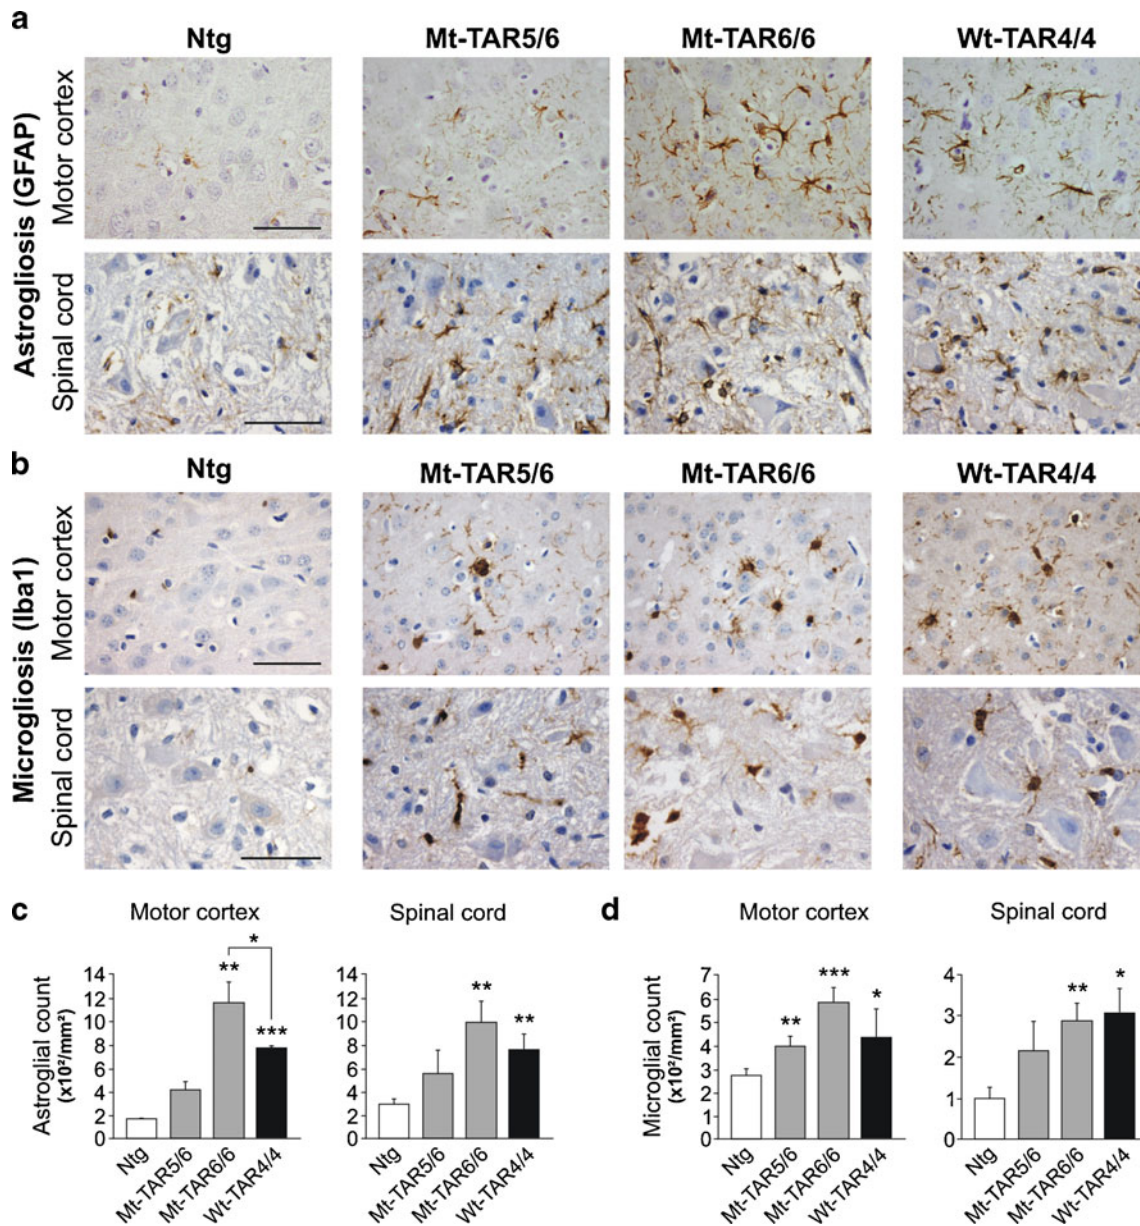 a
Ntg Mt-TAR5/6 Mt-TAR6/6 Wt-TAR4/4
Astrogliosis (GFAP)
Motor cortex
Spinal cord
b
Ntg Mt-TAR5/6 Mt-TAR6/6 Wt-TAR4/4
Microgliosis (Iba1)
Motor cortex
Spinal cord
c
Motor cortex
Astroglial count
(x10²/mm²)
14
12
10
8
6
4
2
0
*
**
***
Ntg
Mt-TAR5/6
Mt-TAR6/6
Wt-TAR4/4
Spinal cord
14
12
10
8
6
4
2
0
**
**
Ntg
Mt-TAR5/6
Mt-TAR6/6
Wt-TAR4/4
d
Motor cortex
Microglial count
(x10²/mm²)
7
6
5
4
3
2
1
0
**
***
*
Ntg
Mt-TAR5/6
Mt-TAR6/6
Wt-TAR4/4
Spinal cord
4
3
2
1
0
**
*
Ntg
Mt-TAR5/6
Mt-TAR6/6
Wt-TAR4/4